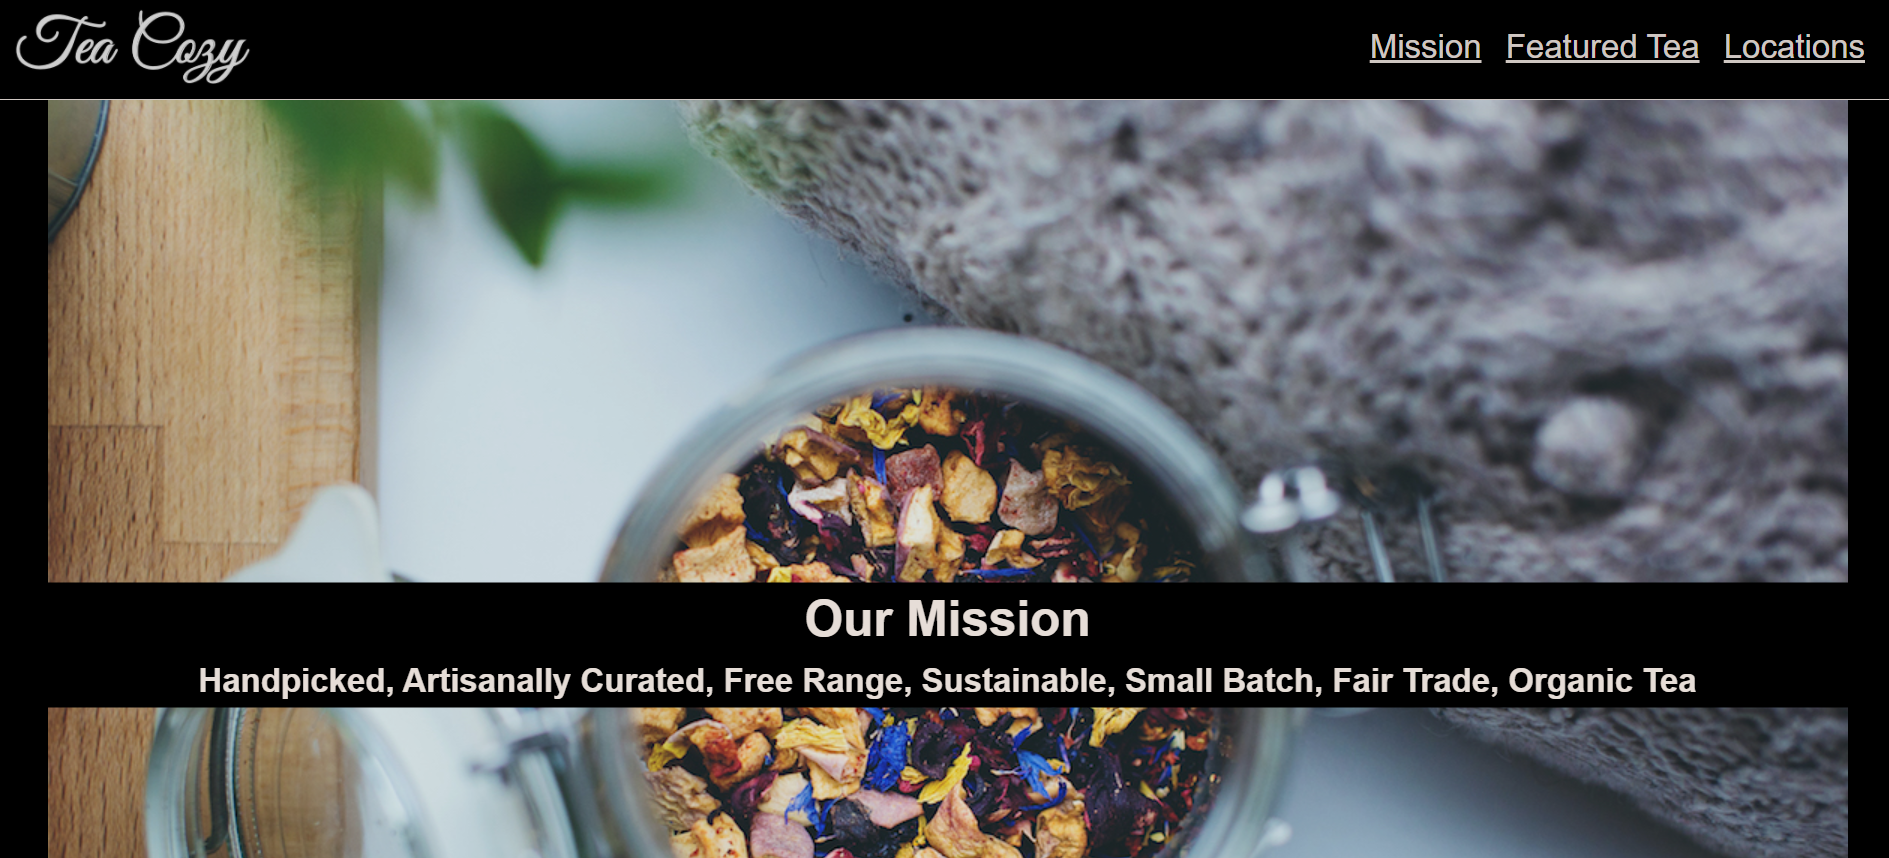 Tea Cozy
Mission Featured Tea Locations
Our Mission
Handpicked, Artisanally Curated, Free Range, Sustainable, Small Batch, Fair Trade, Organic Tea